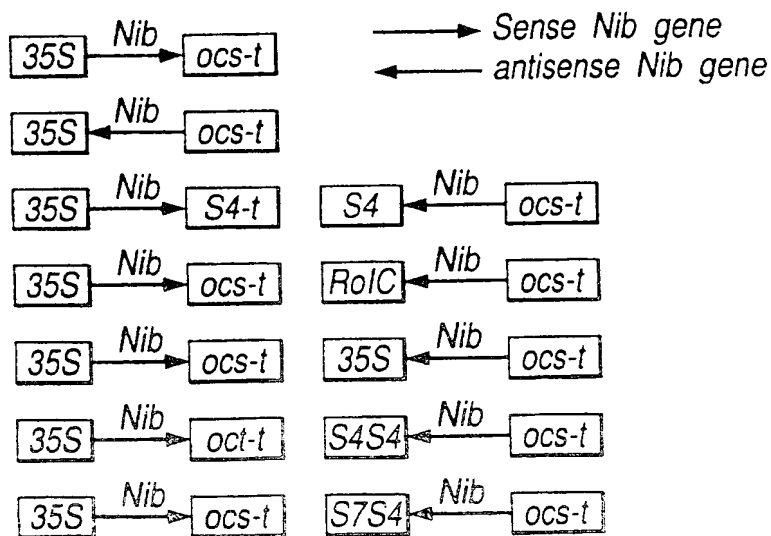 35S Nib ocs-t
Sense Nib gene
antisense Nib gene
35S Nib ocs-t
35S Nib S4-t S4 Nib ocs-t
35S Nib ocs-t RolC Nib ocs-t
35S Nib ocs-t 35S Nib ocs-t
35S Nib oct-t S4S4 Nib ocs-t
35S Nib ocs-t S7S4 Nib ocs-t